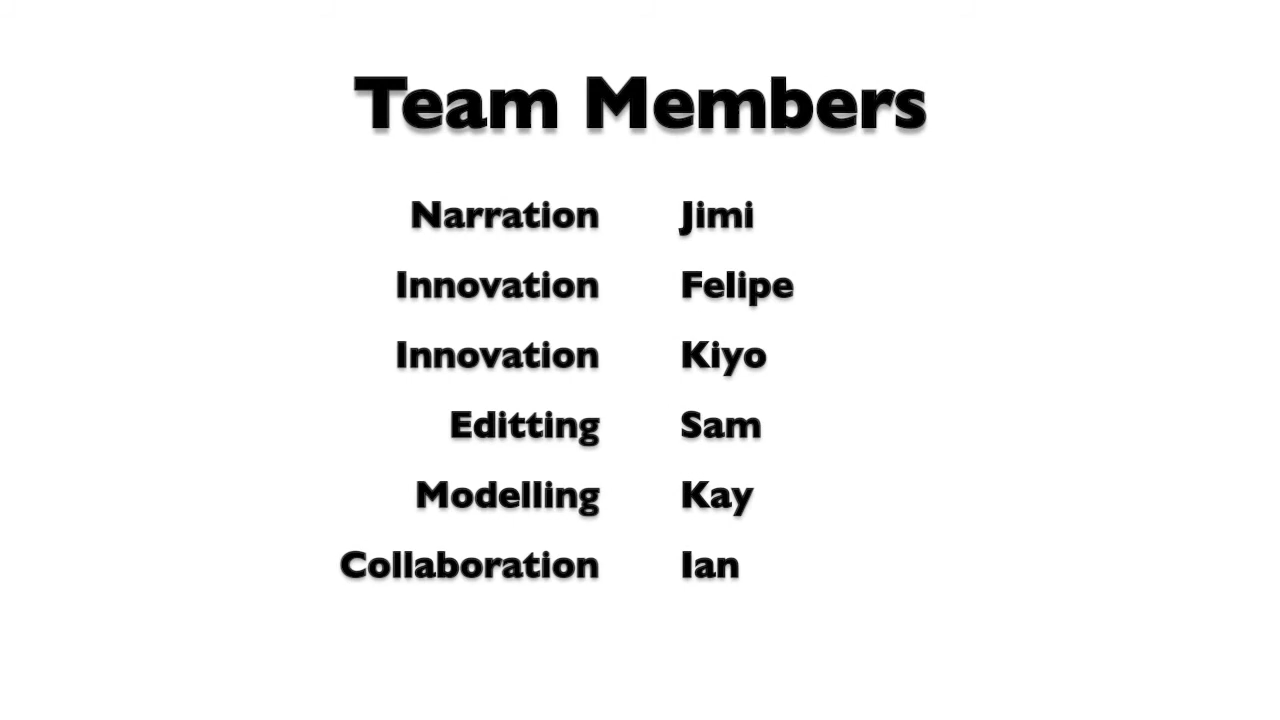 Team Members
Narration Jimi
Innovation Felipe
Innovation Kiyo
Editting Sam
Modelling Kay
Collaboration Ian